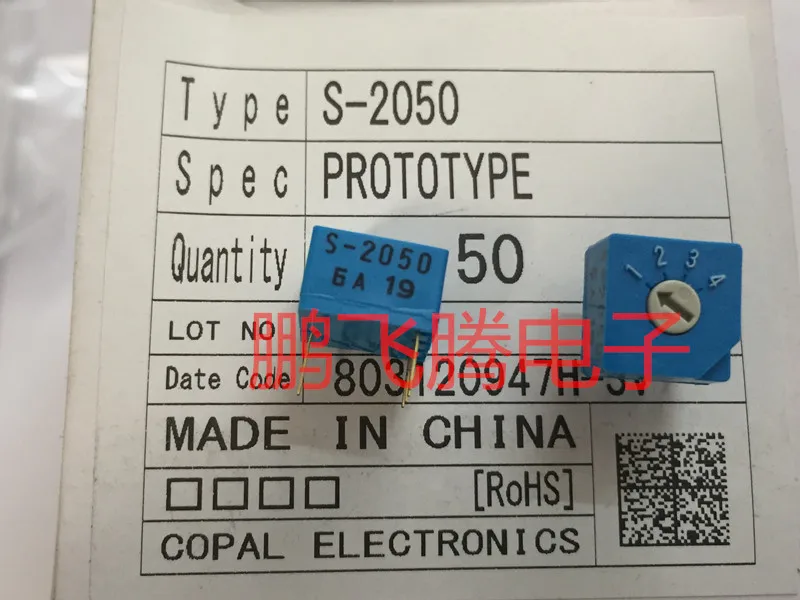 Type S-2050
Spec PROTOTYPE
Quantity 50
S-2050
6A 19
1 2 3 4
LOT NO
鹏飞腾电子
Date Code
MADE IN CHINA
□□□□ [RoHS]
COPAL ELECTRONICS